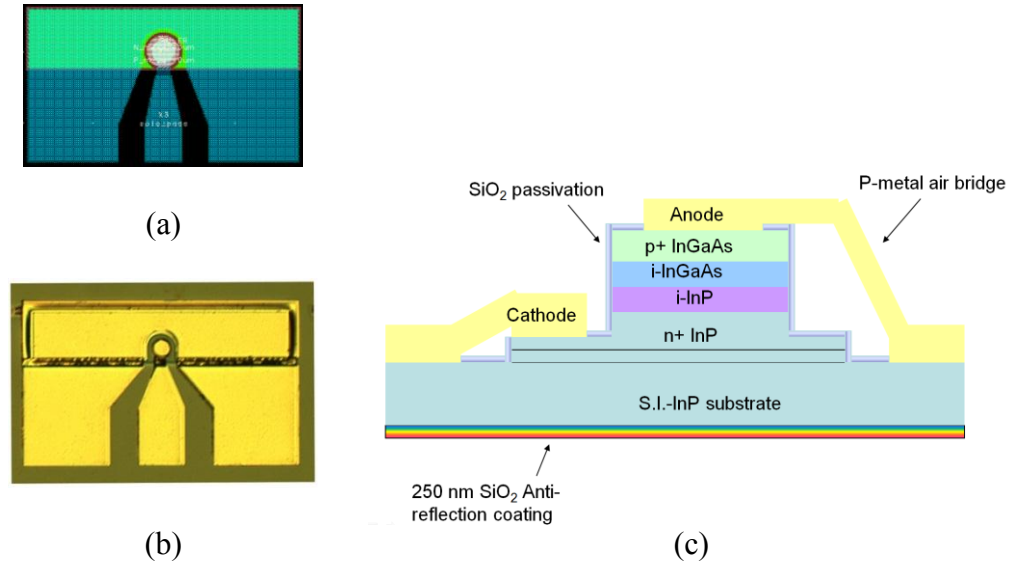 (a)
(b)
SiO₂ passivation
P-metal air bridge
Anode
p+ InGaAs
i-InGaAs
i-InP
Cathode
n+ InP
S.I.-InP substrate
250 nm SiO₂ Anti-
reflection coating
(c)